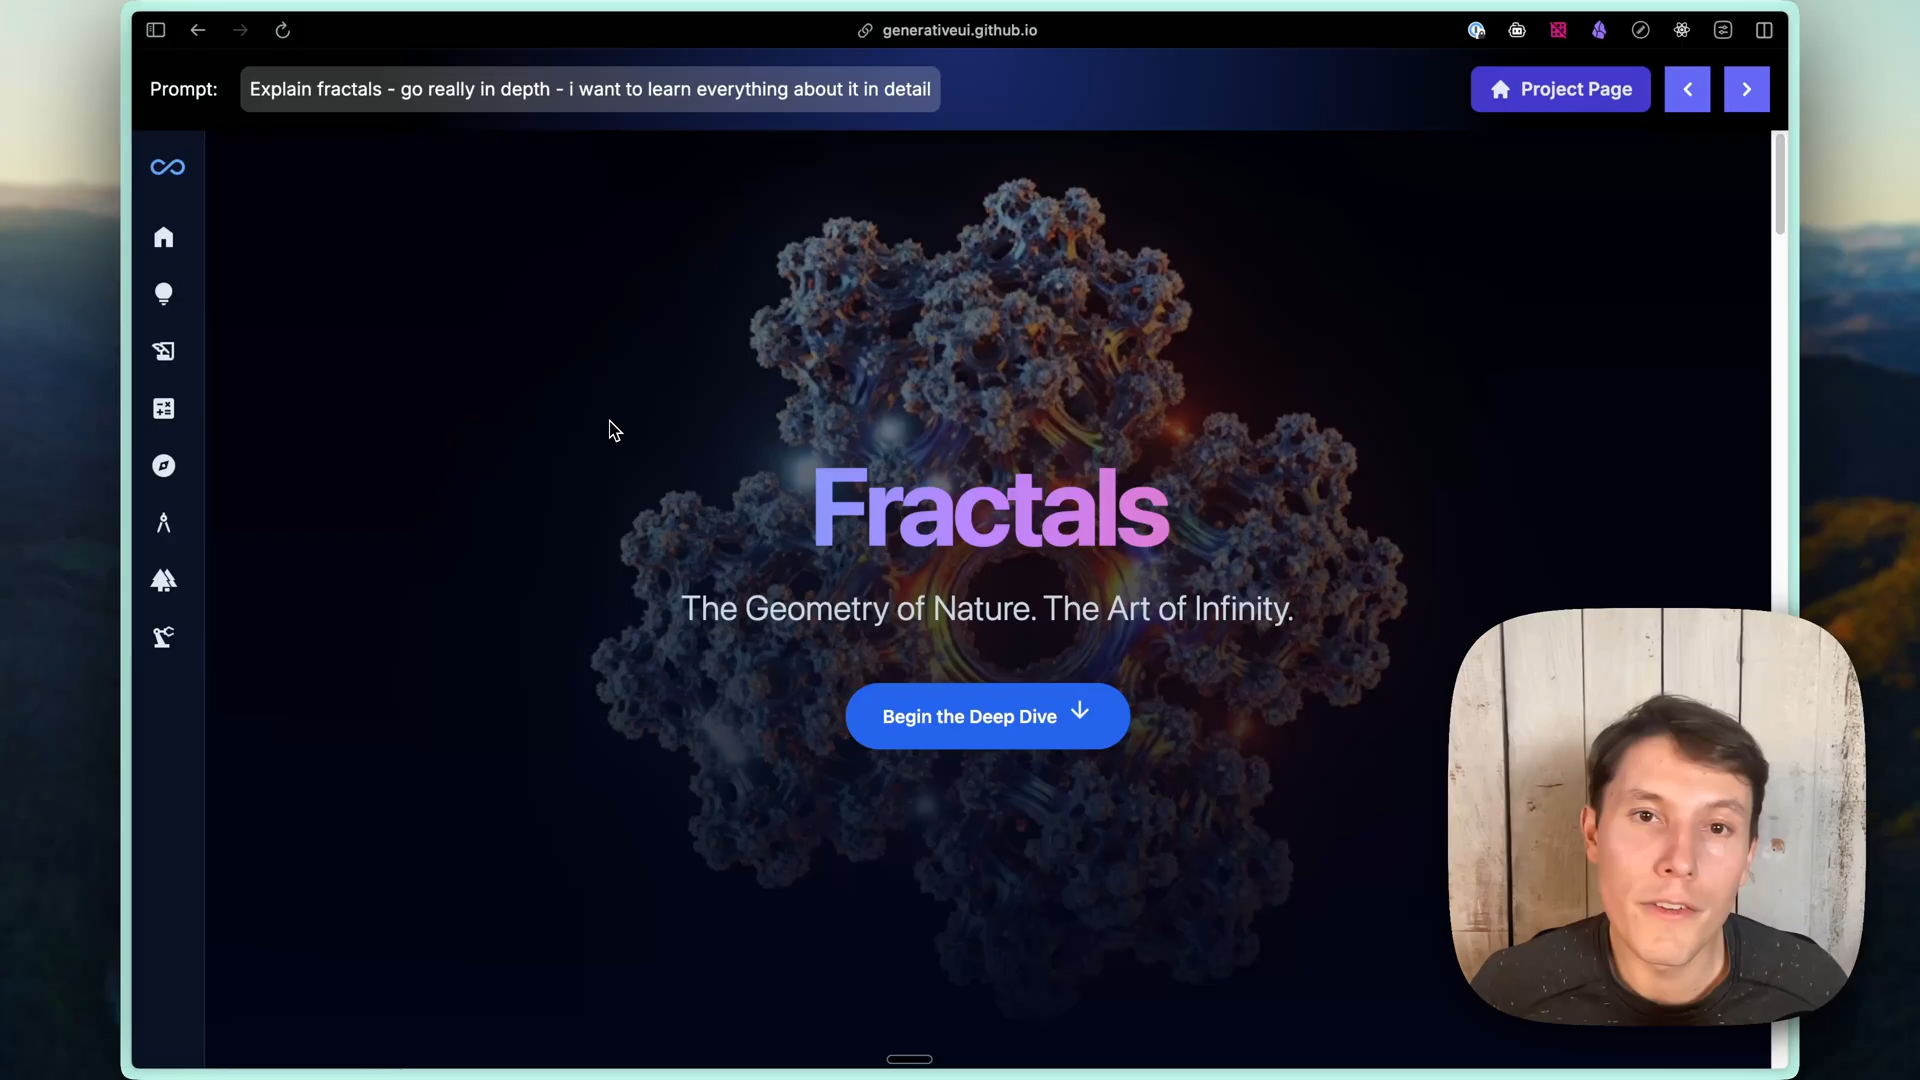 generativeui.github.io
Prompt: Explain fractals - go really in depth - i want to learn everything about it in detail
Project Page
Fractals
The Geometry of Nature. The Art of Infinity.
Begin the Deep Dive